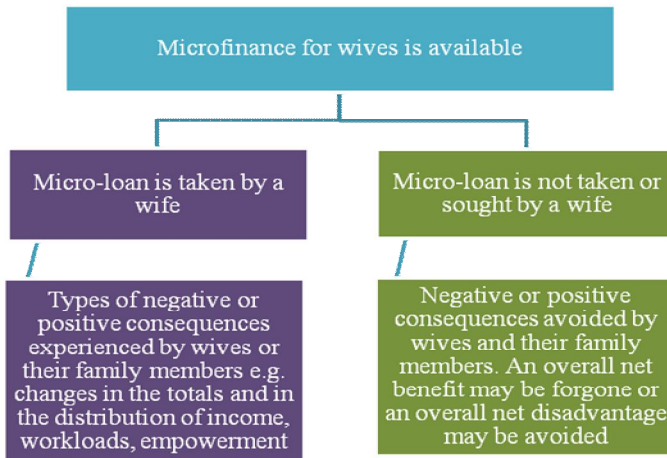 Microfinance for wives is available
Micro-loan is taken by a
wife
Micro-loan is not taken or
sought by a wife
Types of negative or
positive consequences
experienced by wives or
their family members e.g.
changes in the totals and in
the distribution of income,
workloads, empowerment
Negative or positive
consequences avoided by
wives and their family
members. An overall net
benefit may be forgone or
an overall net disadvantage
may be avoided